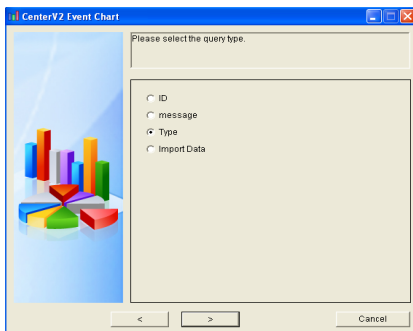 CenterV2 Event Chart
Please select the query type.
ID
message
Type
Import Data
< > Cancel